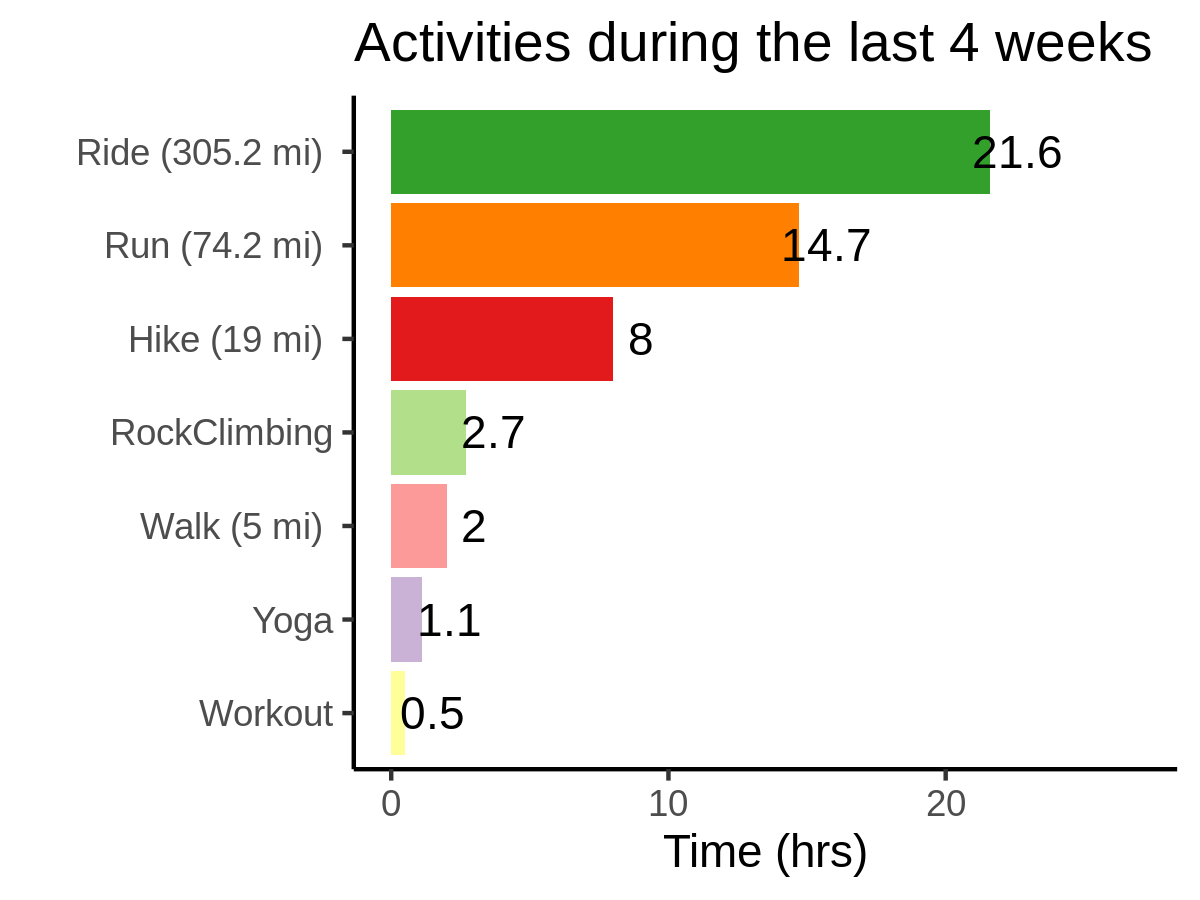 Activities during the last 4 weeks
Ride (305.2 mi)
21.6
Run (74.2 mi)
14.7
Hike (19 mi)
8
RockClimbing
2.7
Walk (5 mi)
2
Yoga
1.1
Workout
0.5
0 10 20
Time (hrs)